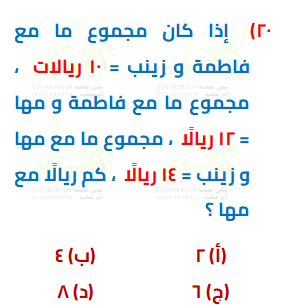 ٢٠) إذا كان مجموع ما مع
فاطمة و زينب = ١٠ ريالات ،
مجموع ما مع فاطمة و مها
= ١٢ ريالًا ، مجموع ما مع مها
و زينب = ١٤ ريالًا ، كم ريالًا مع
مها ؟
(أ) ٢ (ب) ٤
(ج) ٦ (د) ٨